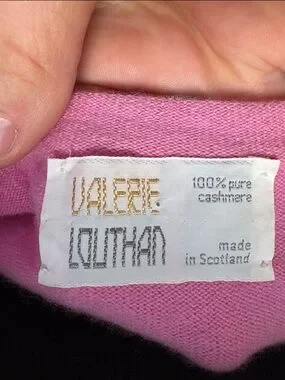 VALERIE
LOUTHAN
100% pure
cashmere
made
in Scotland